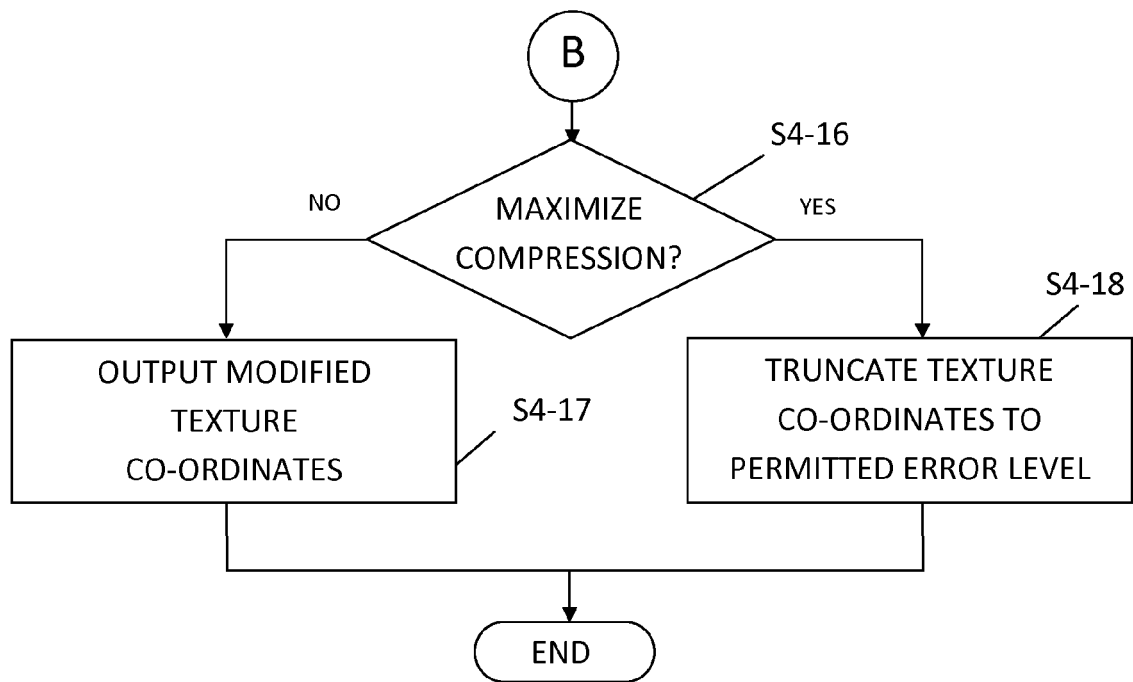 B
S4-16
NO
MAXIMIZE
COMPRESSION?
YES
S4-18
OUTPUT MODIFIED
TEXTURE
CO-ORDINATES
S4-17
TRUNCATE TEXTURE
CO-ORDINATES TO
PERMITTED ERROR LEVEL
END